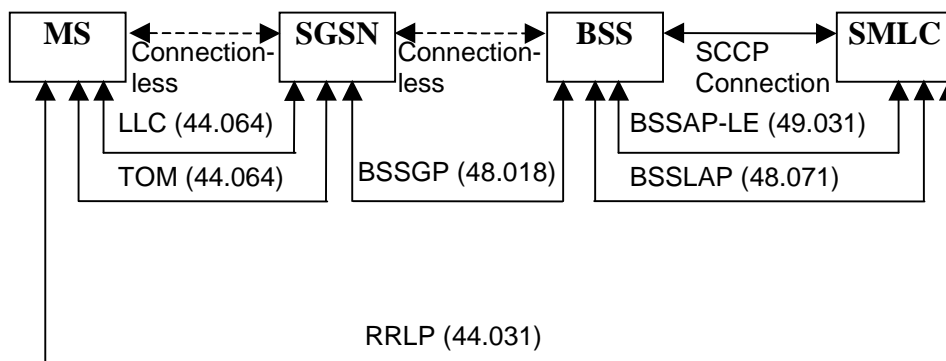 MS
SGSN
BSS
SMLC
Connection-
less
Connection-
less
SCCP
Connection
LLC (44.064)
BSSAP-LE (49.031)
TOM (44.064)
BSSGP (48.018)
BSSLAP (48.071)
RRLP (44.031)